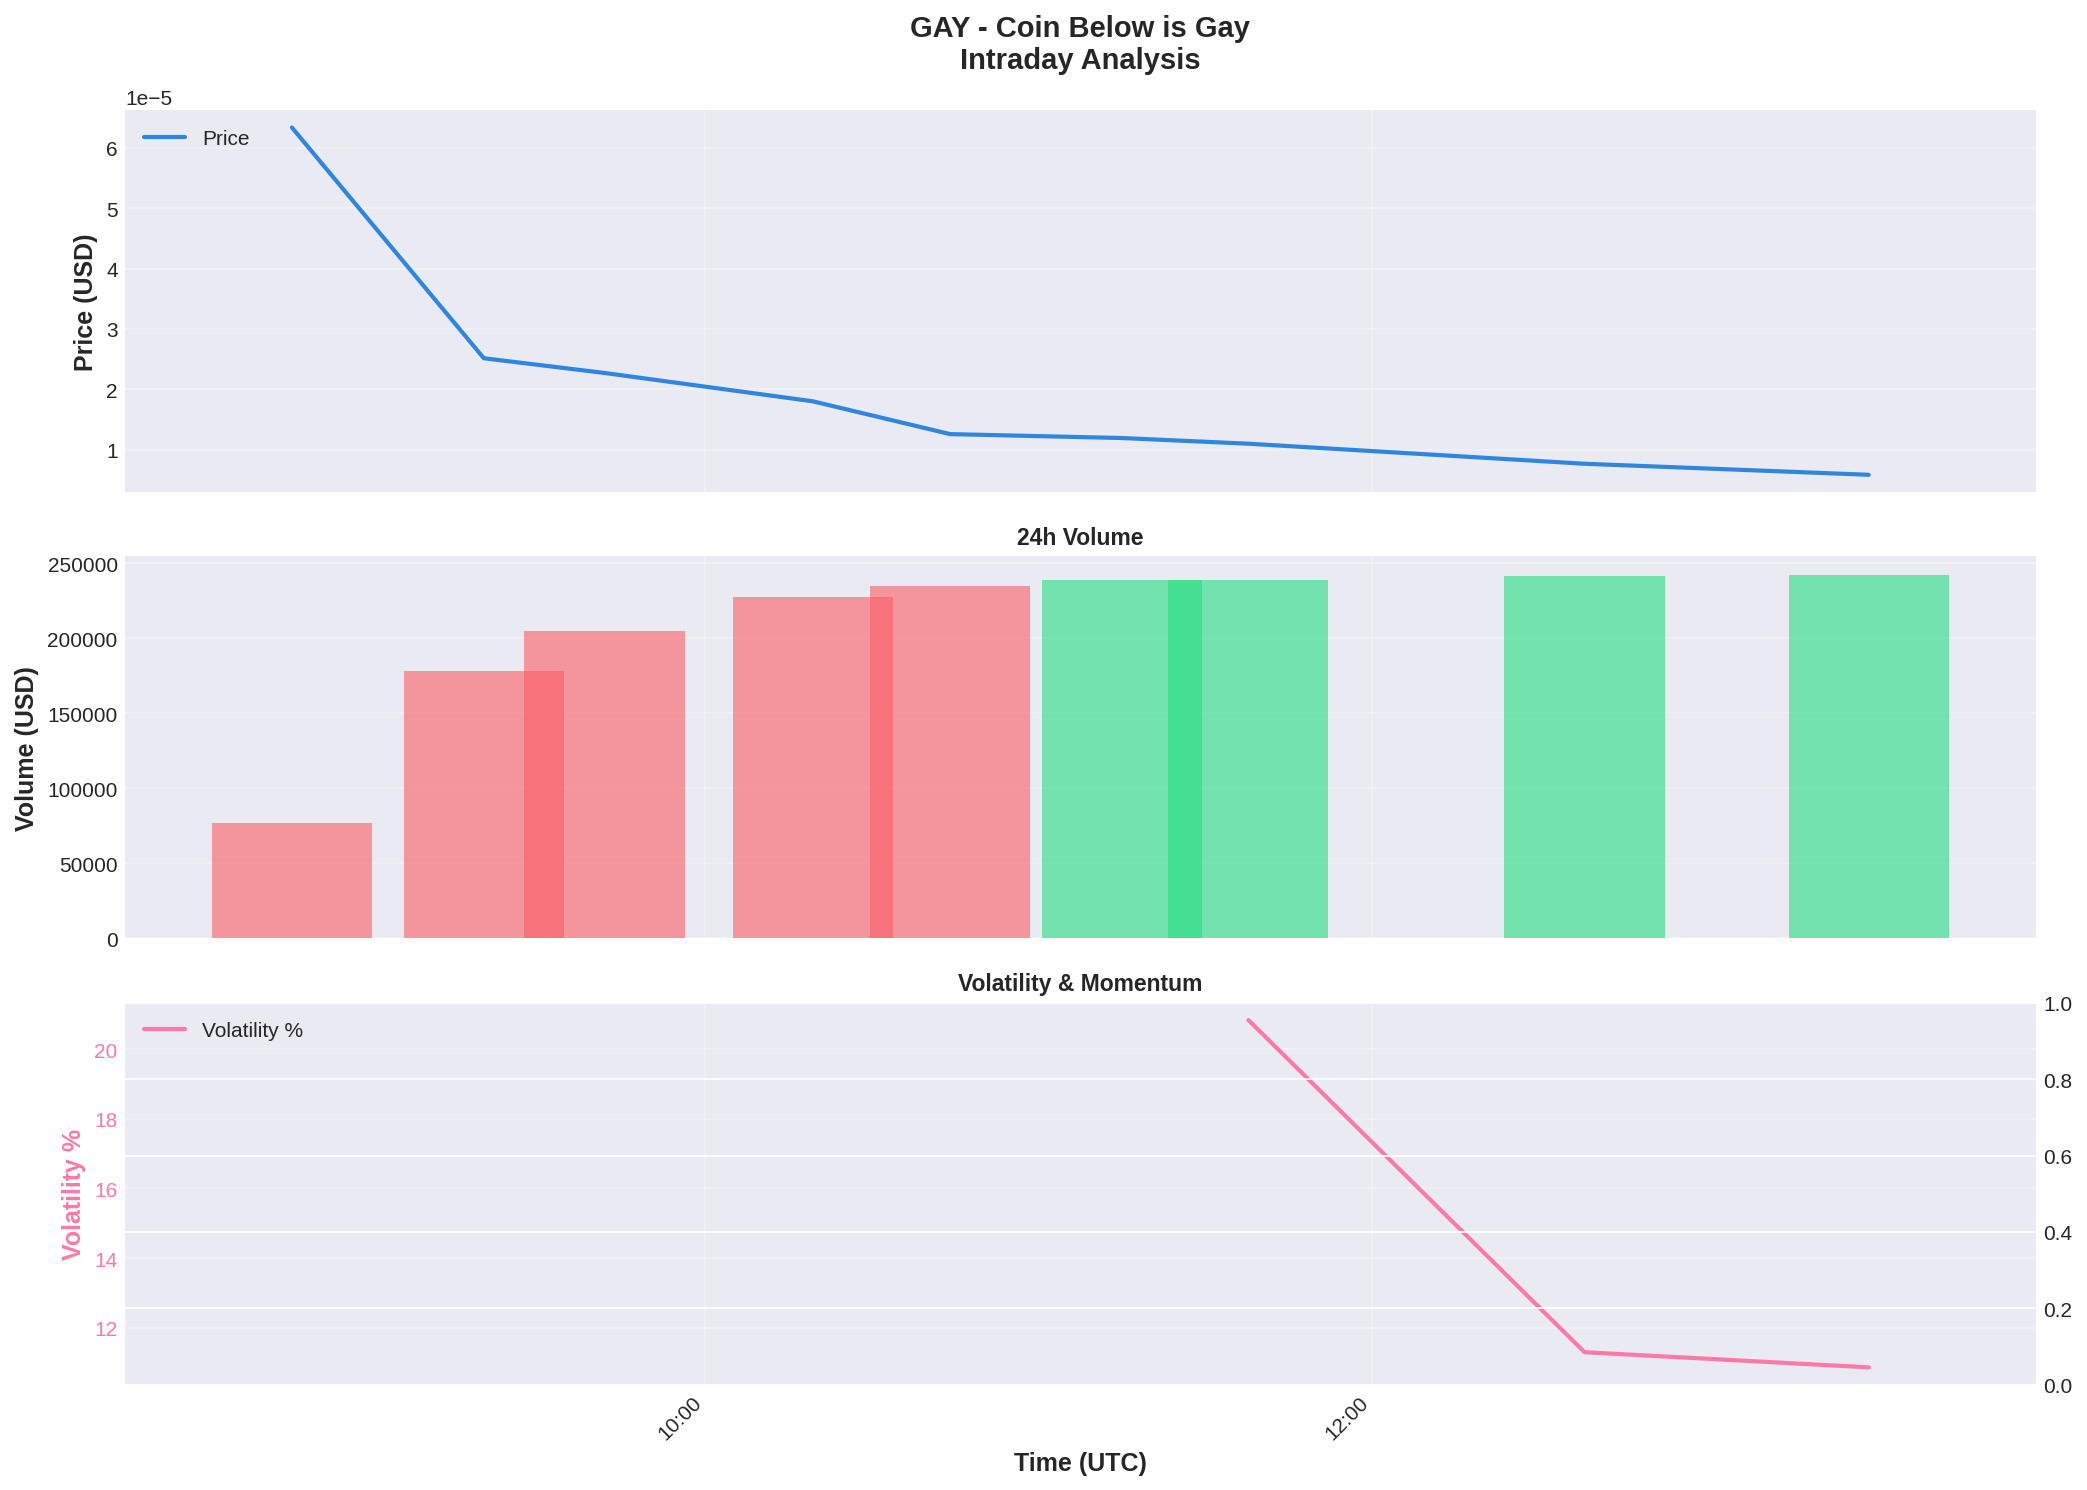 GAY - Coin Below is Gay
Intraday Analysis
1e−5
Price
6
5
4
3
2
1
Price (USD)
24h Volume
250000
200000
150000
100000
50000
0
Volume (USD)
Volatility & Momentum
Volatility %
20
18
16
14
12
Volatility %
1.0
0.8
0.6
0.4
0.2
0.0
10:00
12:00
Time (UTC)